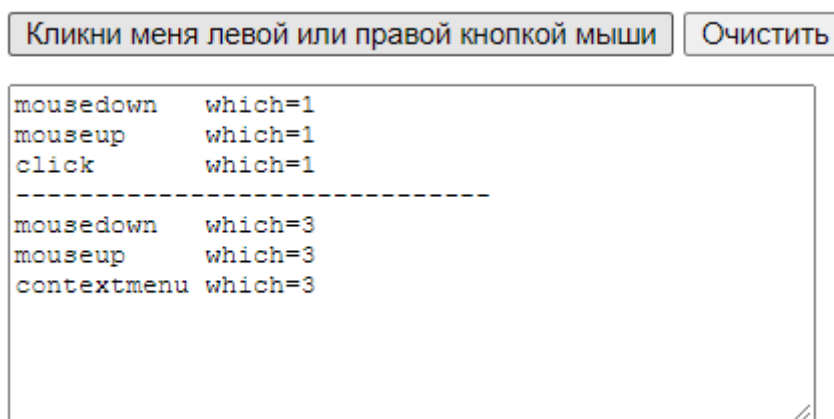 Кликни меня левой или правой кнопкой мыши Очистить
mousedown which=1
mouseup which=1
click which=1
------------------------------
mousedown which=3
mouseup which=3
contextmenu which=3